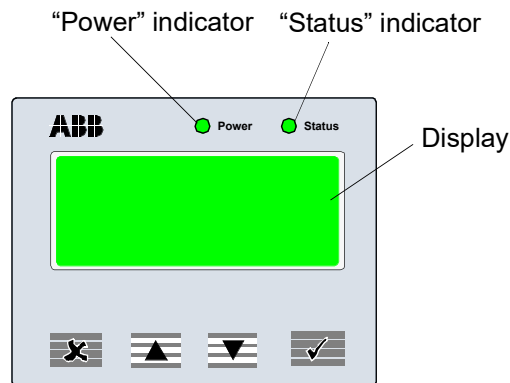 “Power” indicator “Status” indicator
ABB Power Status
Display